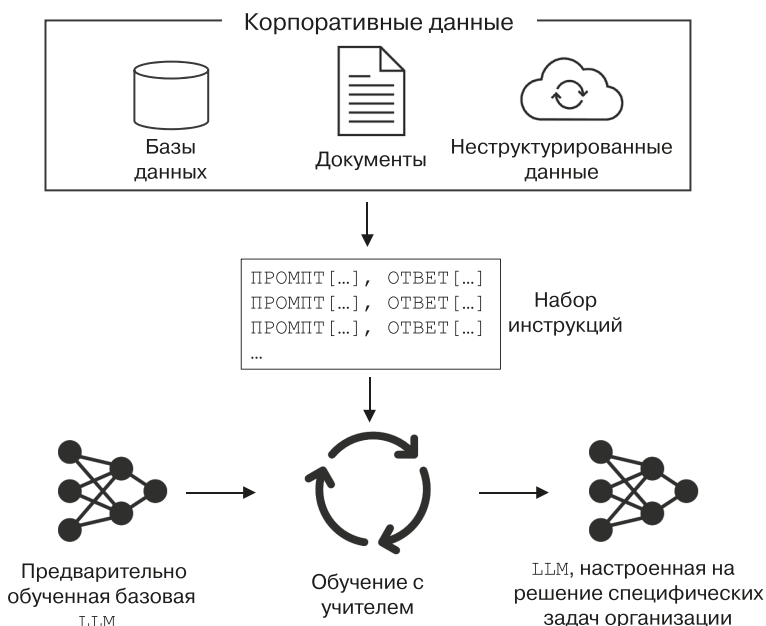 Корпоративные данные
Базы
данных
Документы
Неструктурированные
данные
ПРОМПТ[…], ОТВЕТ[…]
ПРОМПТ[…], ОТВЕТ[…]
ПРОМПТ[…], ОТВЕТ[…]
…
Набор
инструкций
Предварительно
обученная базовая
LLM
Обучение с
учителем
LLM, настроенная на
решение специфических
задач организации